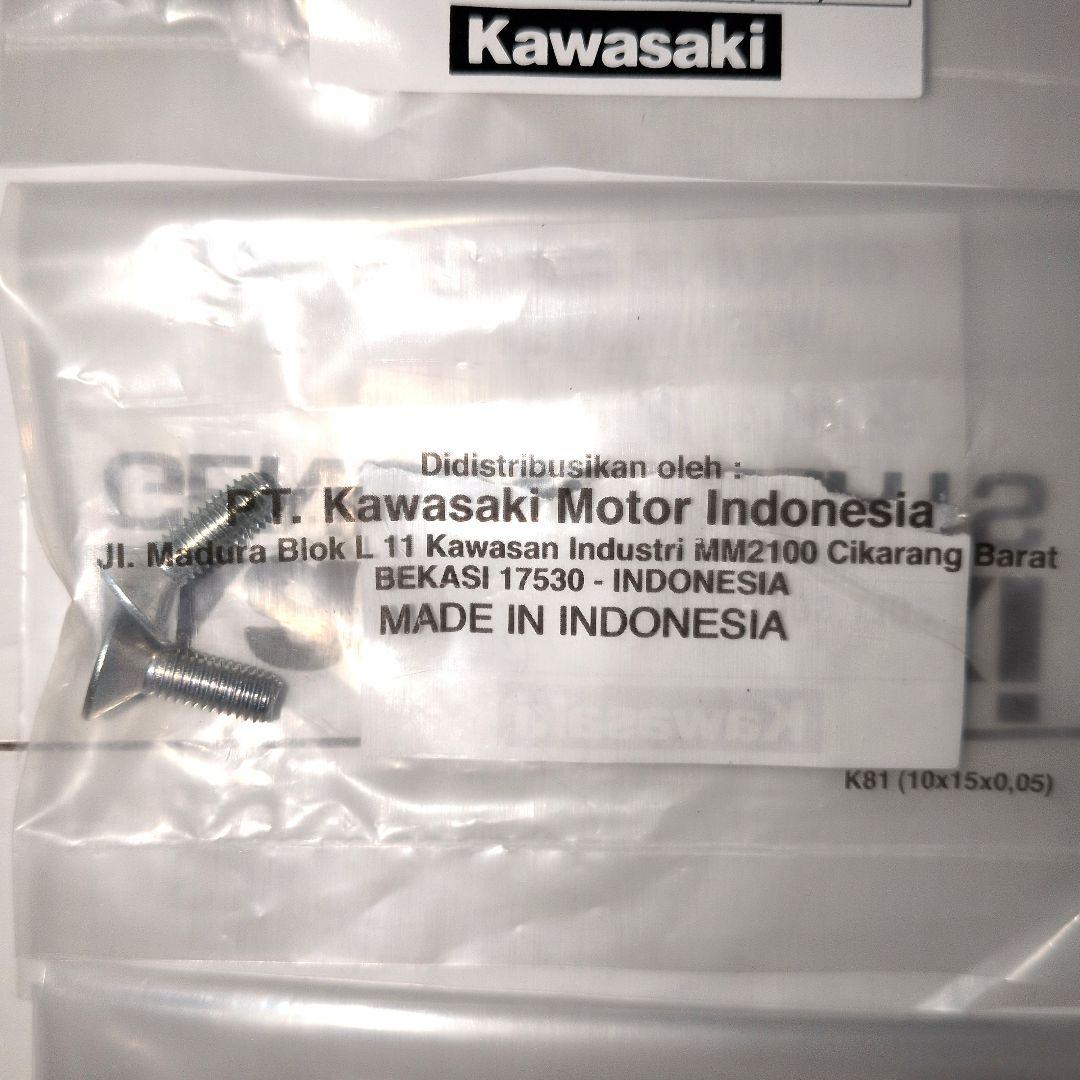 Kawasaki
Didistribusikan oleh :
PT. Kawasaki Motor Indonesia
Jl. Madura Blok L 11 Kawasan Industri MM2100 Cikarang Barat
BEKASI 17530 - INDONESIA
MADE IN INDONESIA
Kawasaki
K81 (10x15x0,05)